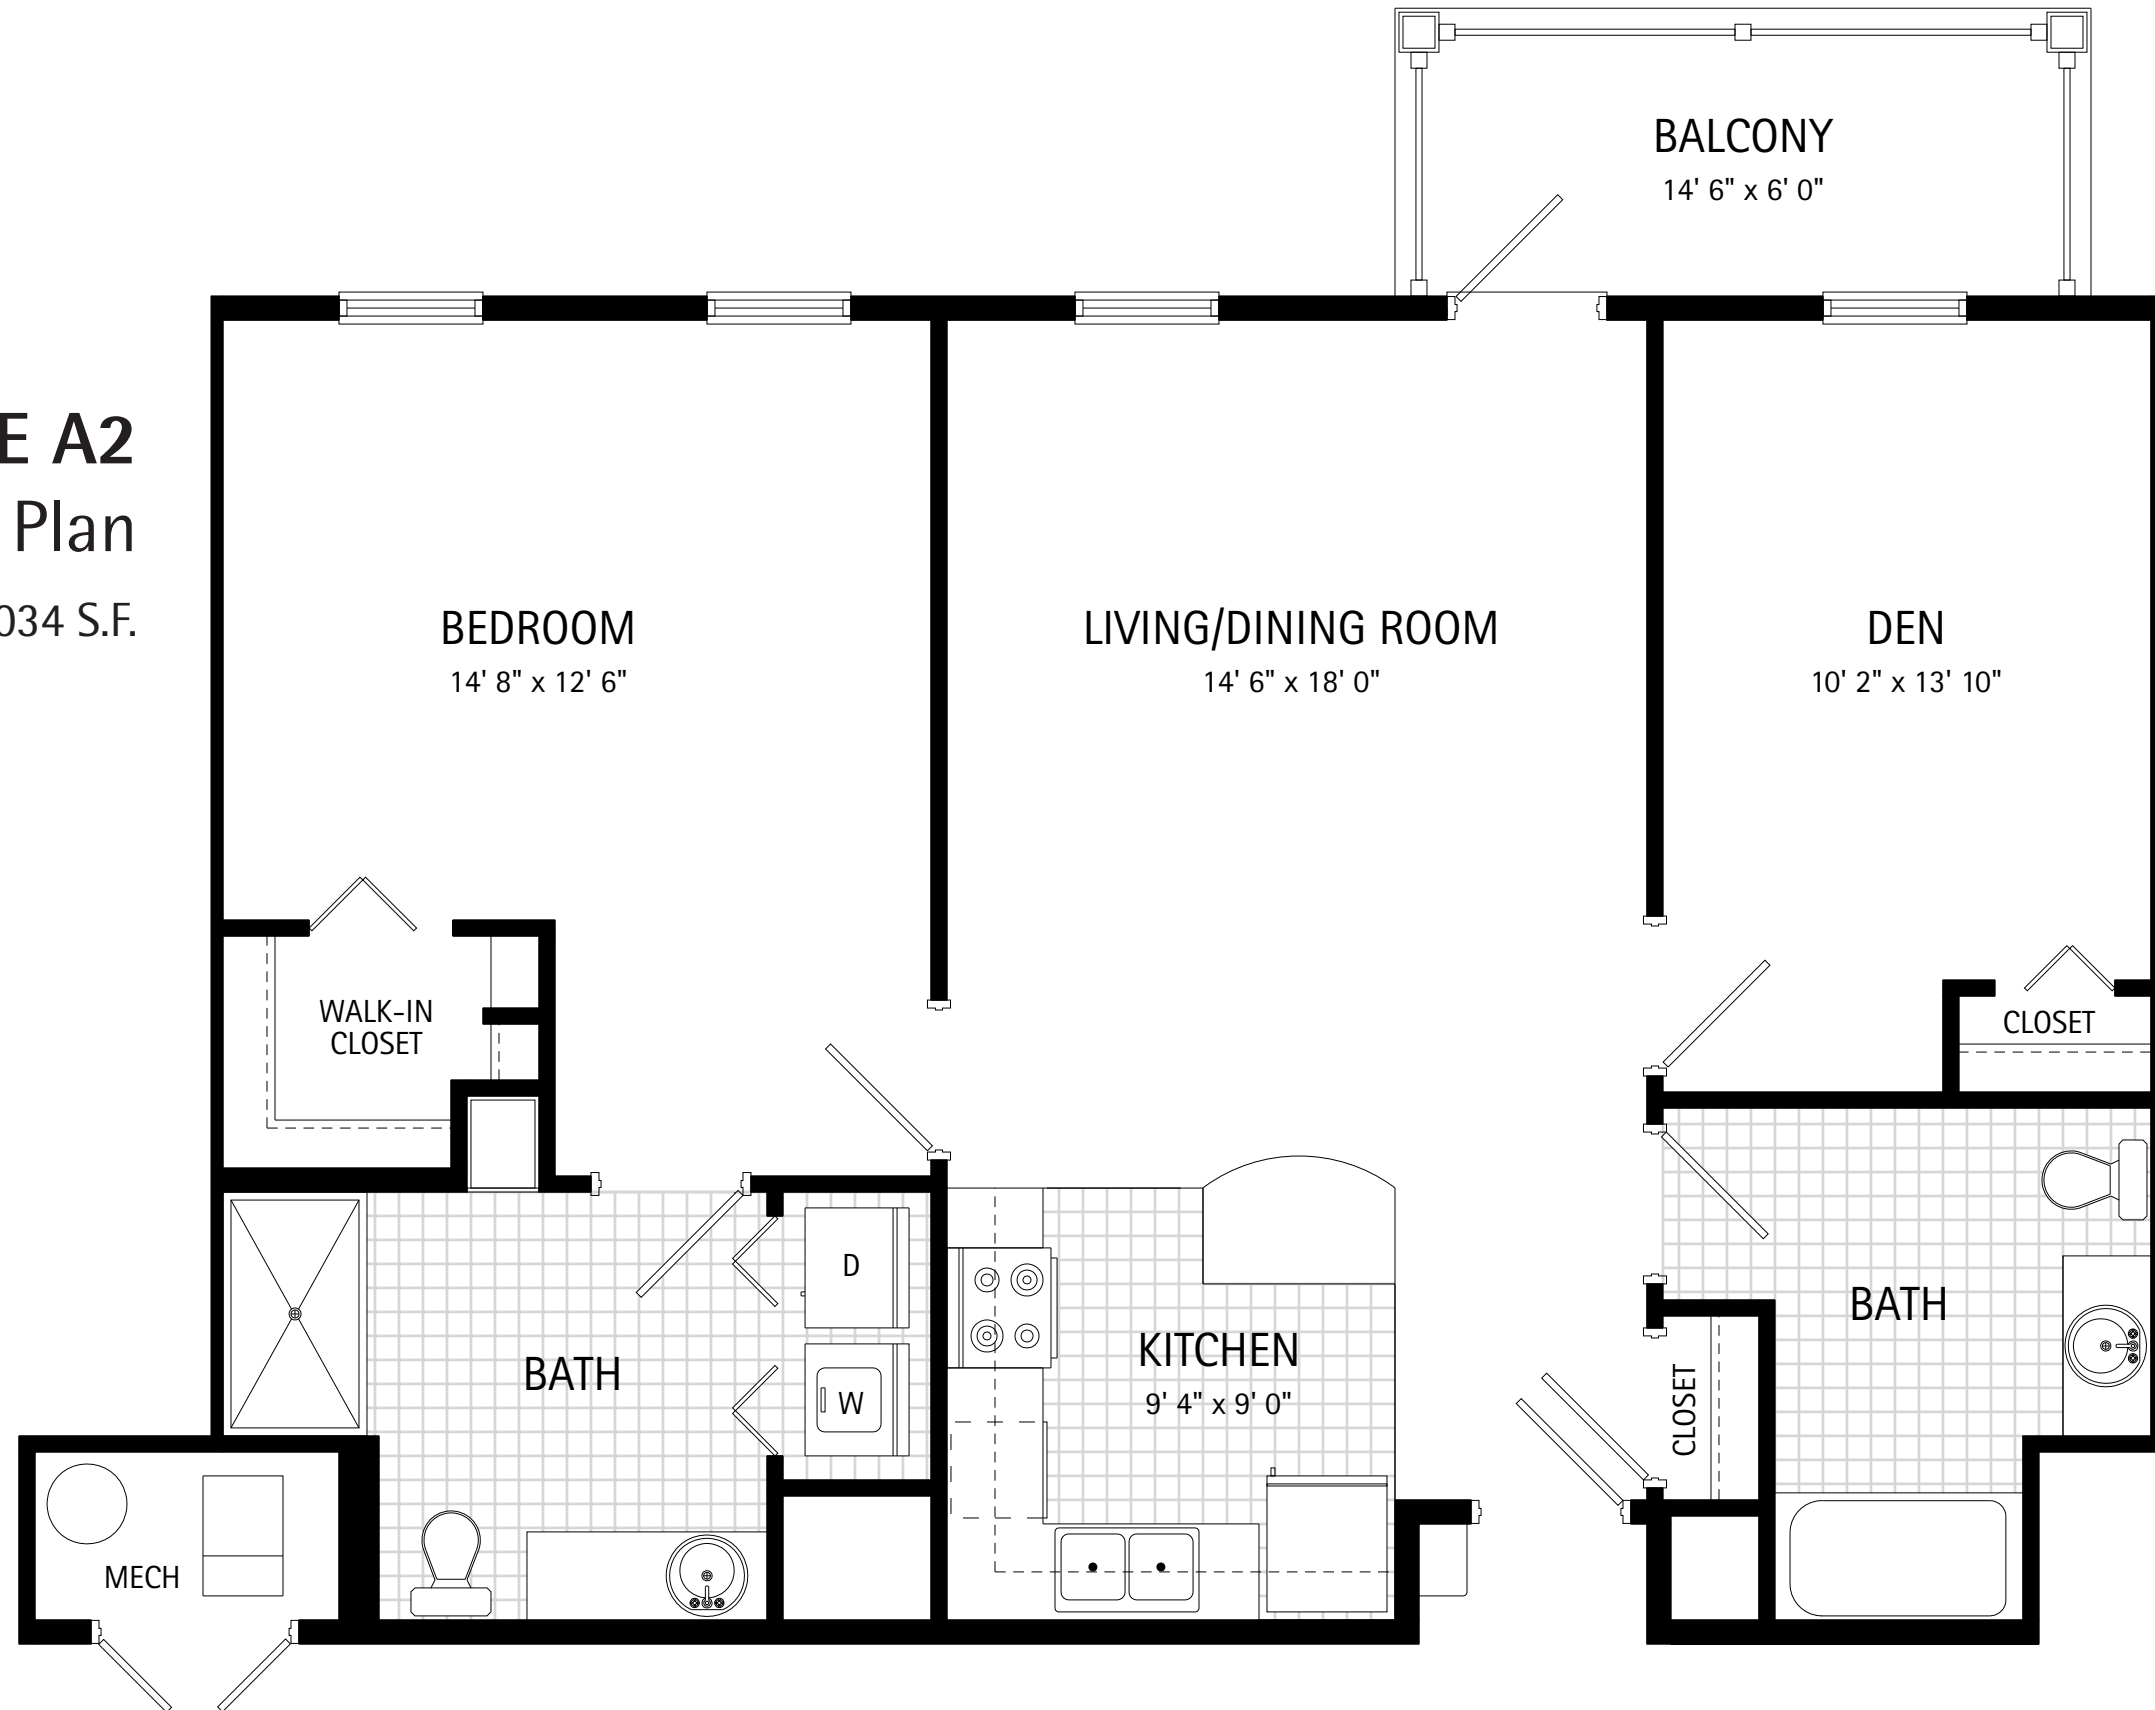 BALCONY
14' 6" x 6' 0"
E A2
Plan
034 S.F.
BEDROOM
14' 8" x 12' 6"
LIVING/DINING ROOM
14' 6" x 18' 0"
DEN
10' 2" x 13' 10"
WALK-IN
CLOSET
CLOSET
D
W
BATH
KITCHEN
9' 4" x 9' 0"
BATH
CLOSET
MECH